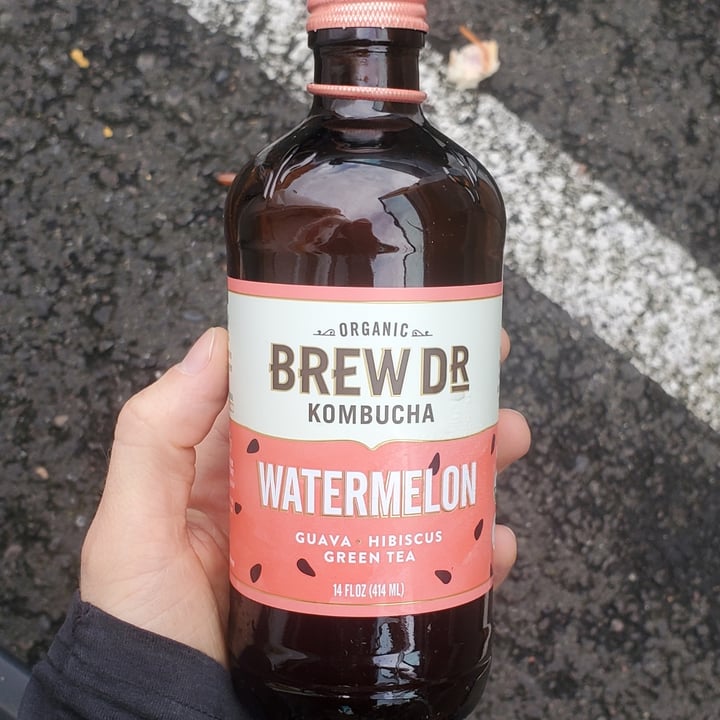 ORGANIC
BREW DR
KOMBUCHA
WATERMELON
GUAVA · HIBISCUS
GREEN TEA
14 FL OZ (414 ML)